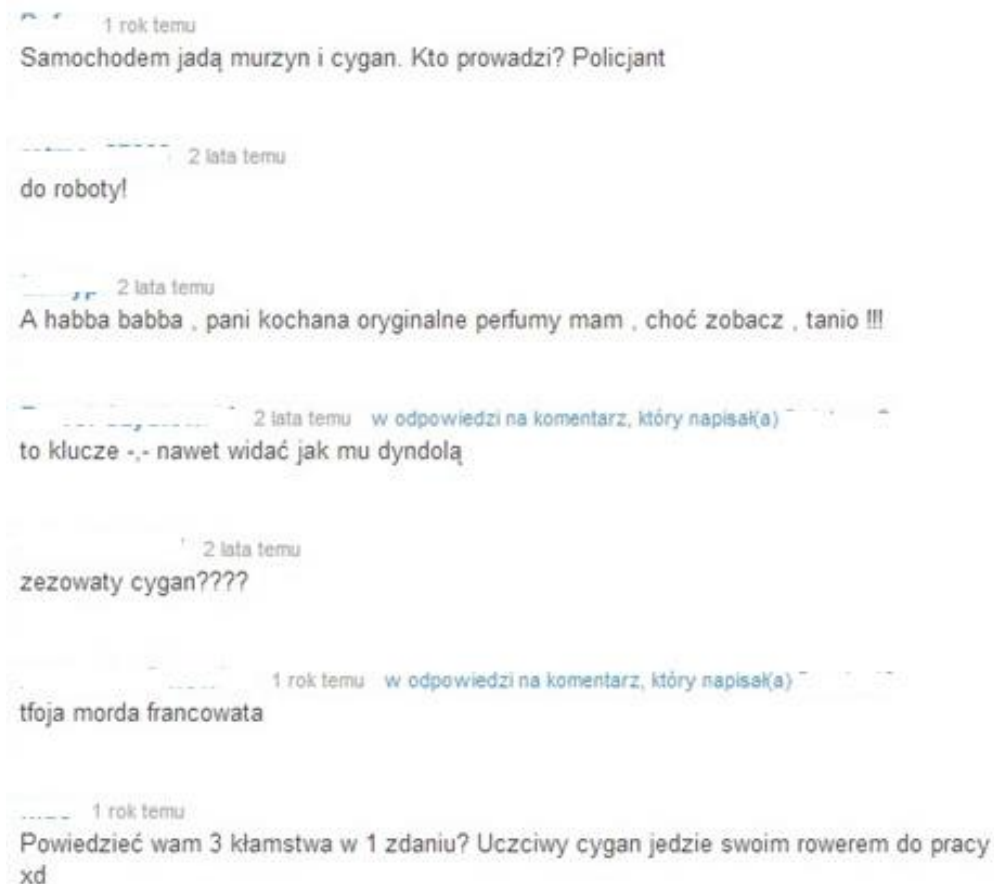 1 rok temu
Samochodem jadą murzyn i cygan. Kto prowadzi? Policjant
2 lata temu
do roboty!
2 lata temu
A habba babba , pani kochana oryginalne perfumy mam , choć zobacz , tanio !!!
2 lata temu w odpowiedzi na komentarz, który napisał(a)
to klucze -,- nawet widać jak mu dyndolą
2 lata temu
zezowaty cygan????
1 rok temu w odpowiedzi na komentarz, który napisał(a)
tfoja morda francowata
1 rok temu
Powiedzieć wam 3 kłamstwa w 1 zdaniu? Uczciwy cygan jedzie swoim rowerem do pracy
xd